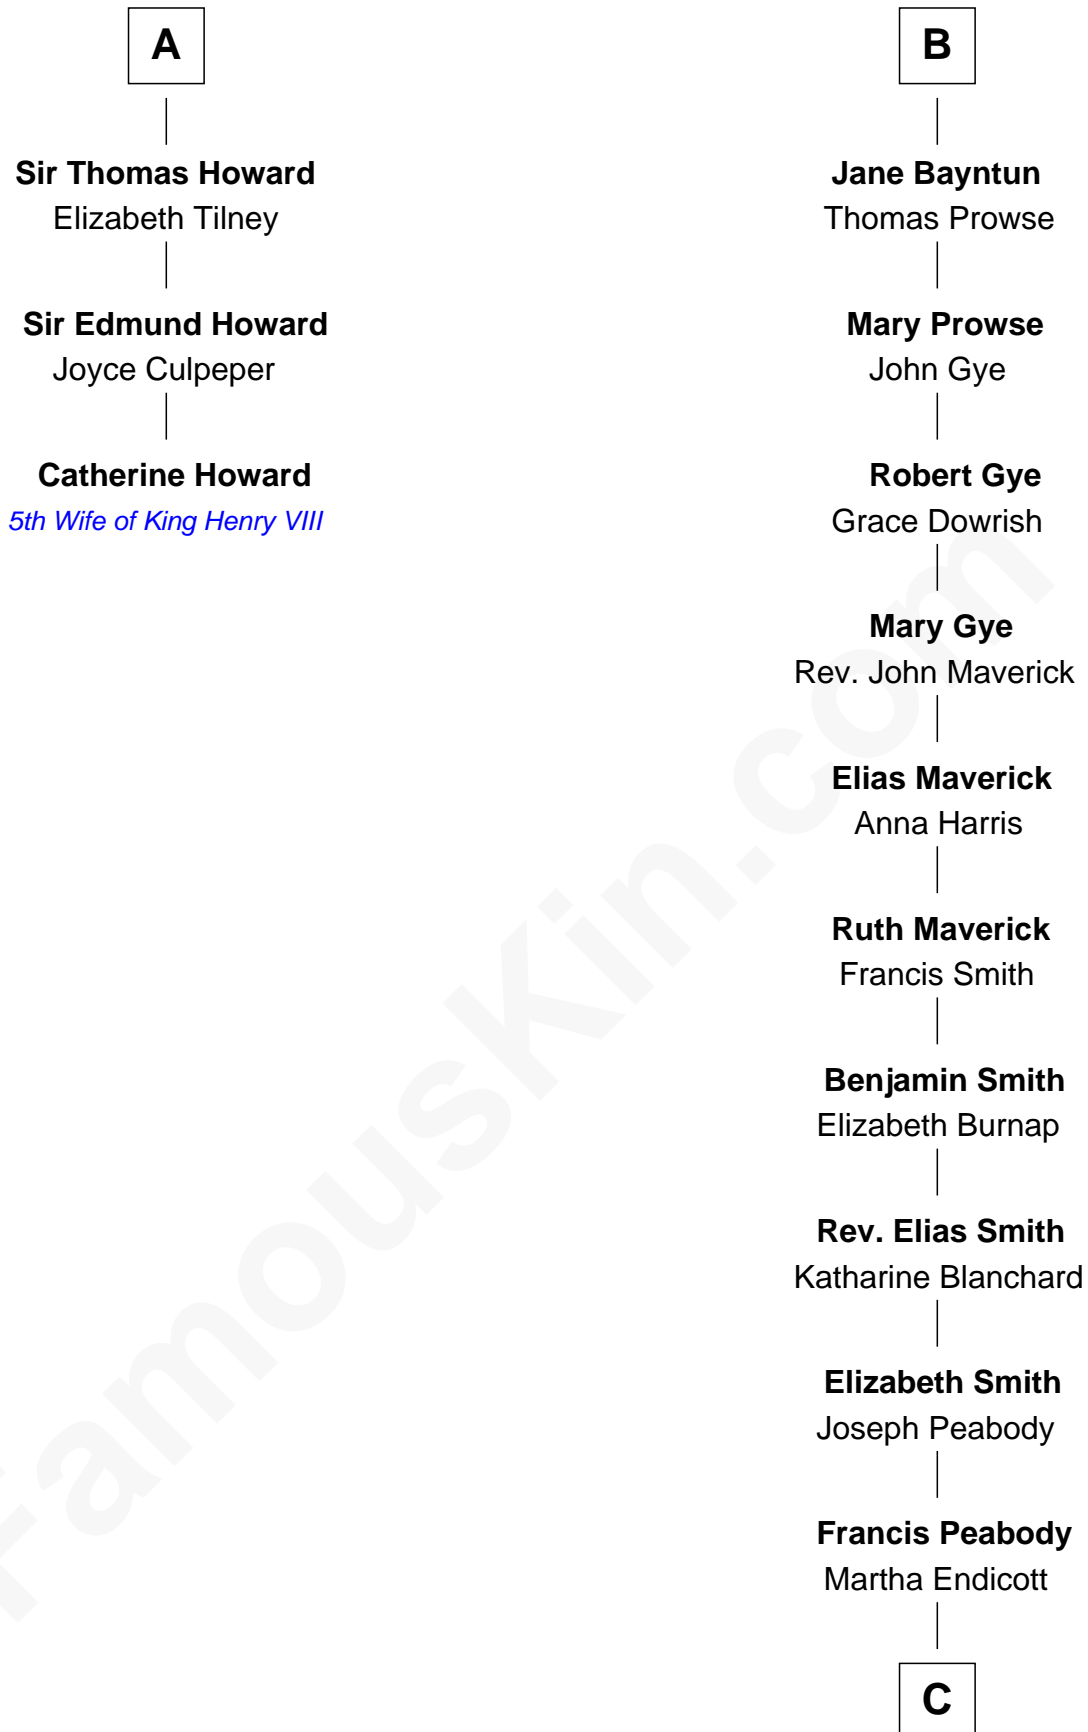 A
Sir Thomas Howard
Elizabeth Tilney
Sir Edmund Howard
Joyce Culpeper
Catherine Howard
5th Wife of King Henry VIII
B
Jane Bayntun
Thomas Prowse
Mary Prowse
John Gye
Robert Gye
Grace Dowrish
Mary Gye
Rev. John Maverick
Elias Maverick
Anna Harris
Ruth Maverick
Francis Smith
Benjamin Smith
Elizabeth Burnap
Rev. Elias Smith
Katharine Blanchard
Elizabeth Smith
Joseph Peabody
Francis Peabody
Martha Endicott
C
FamousKin.com